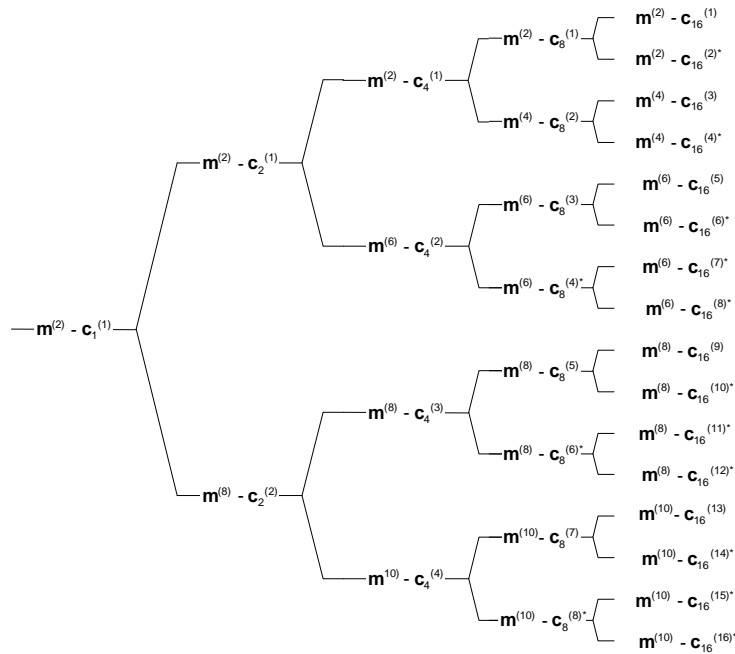 m(2) - c16(1)
m(2) - c8(1)
m(2) - c16(2)*
m(2) - c4(1)
m(4) - c16(3)
m(4) - c8(2)
m(4) - c16(4)*
m(2) - c2(1)
m(6) - c16(5)
m(6) - c8(3)
m(6) - c16(6)*
m(6) - c4(2)
m(6) - c16(7)*
m(6) - c8(4)*
m(6) - c16(8)*
m(2) - c1(1)
m(8) - c16(9)
m(8) - c8(5)
m(8) - c16(10)*
m(8) - c4(3)
m(8) - c16(11)*
m(8) - c8(6)*
m(8) - c16(12)*
m(8) - c2(2)
m(10) - c16(13)
m(10) - c8(7)
m(10) - c16(14)*
m10) - c4(4)
m(10) - c16(15)*
m(10) - c8(8)*
m(10) - c16(16)*